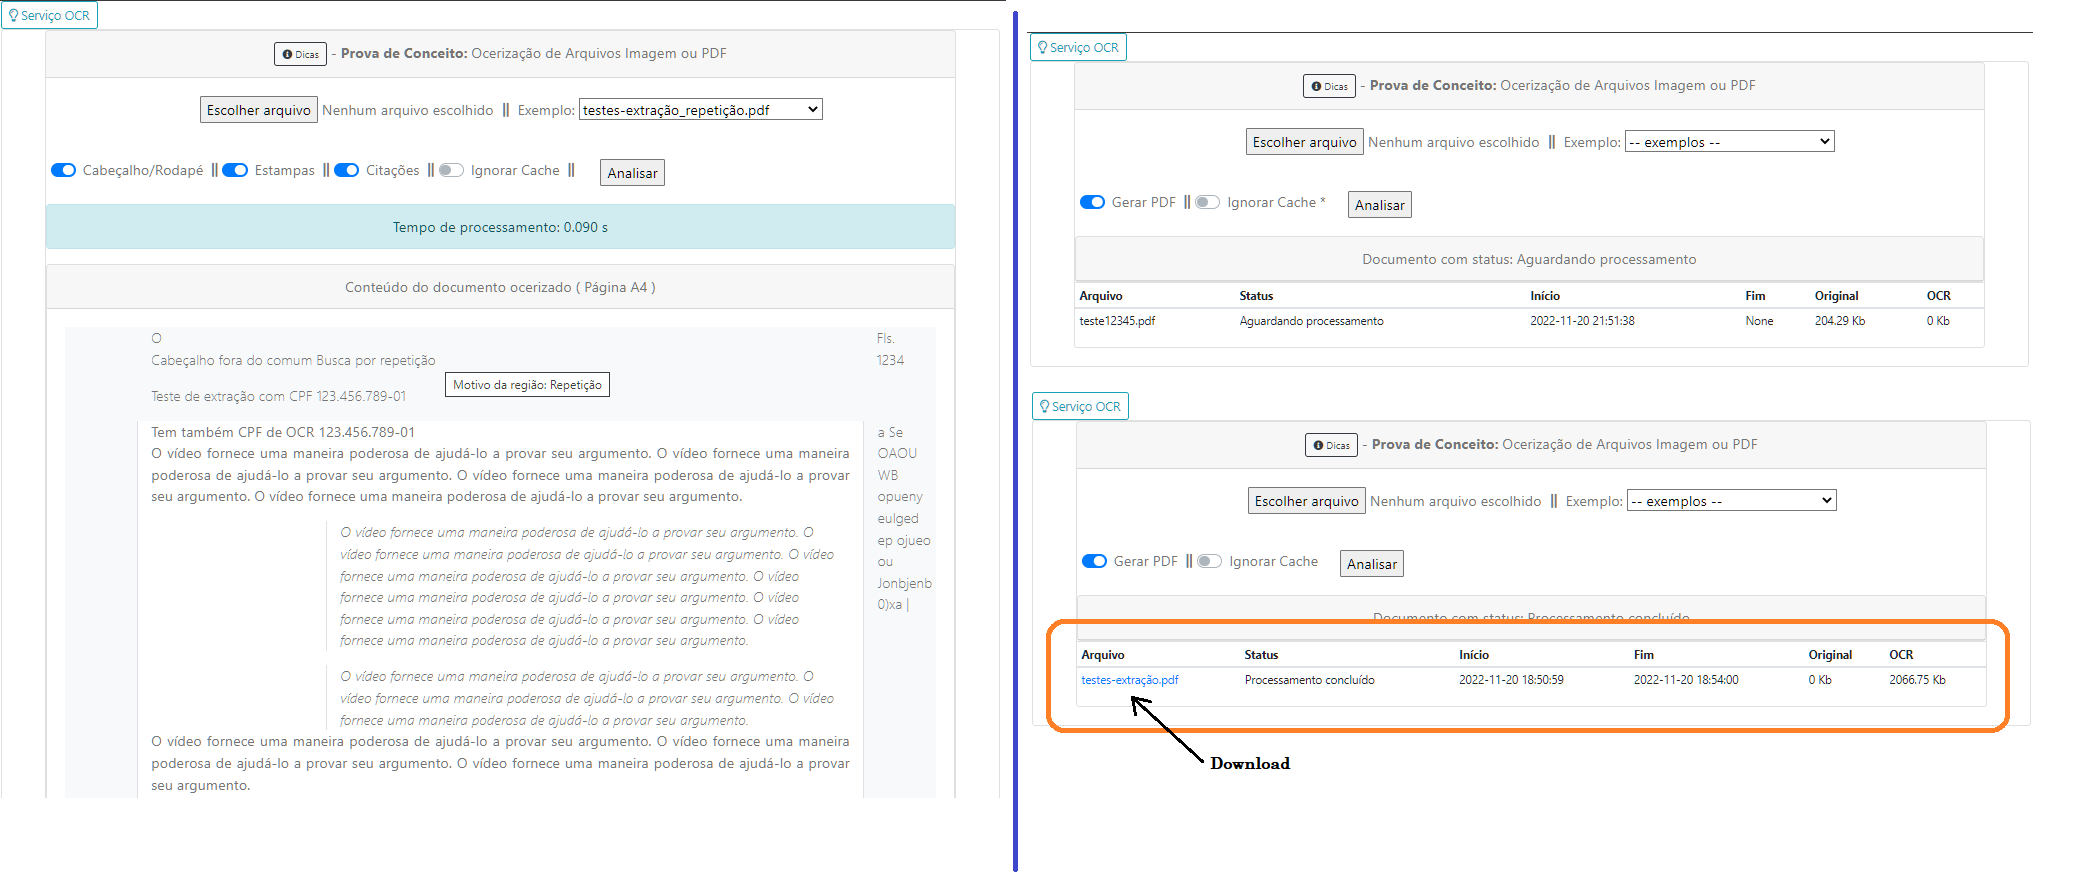 Serviço OCR
Dicas - Prova de Conceito: Ocerização de Arquivos Imagem ou PDF
Escolher arquivo Nenhum arquivo escolhido || Exemplo: testes-extração_repetição.pdf
Cabeçalho/Rodapé || Estampas || Citações || Ignorar Cache || Analisar
Tempo de processamento: 0.090 s
Conteúdo do documento ocerizado ( Página A4 )
O
Cabeçalho fora do comum Busca por repetição
Teste de extração com CPF 123.456.789-01
Fls.
1234
Motivo da região: Repetição
Tem também CPF de OCR 123.456.789-01
O vídeo fornece uma maneira poderosa de ajudá-lo a provar seu argumento. O vídeo fornece uma maneira
poderosa de ajudá-lo a provar seu argumento. O vídeo fornece uma maneira poderosa de ajudá-lo a provar
seu argumento. O vídeo fornece uma maneira poderosa de ajudá-lo a provar seu argumento.
O vídeo fornece uma maneira poderosa de ajudá-lo a provar seu argumento. O
vídeo fornece uma maneira poderosa de ajudá-lo a provar seu argumento. O vídeo
fornece uma maneira poderosa de ajudá-lo a provar seu argumento. O vídeo
fornece uma maneira poderosa de ajudá-lo a provar seu argumento. O vídeo
fornece uma maneira poderosa de ajudá-lo a provar seu argumento. O vídeo
fornece uma maneira poderosa de ajudá-lo a provar seu argumento.
O vídeo fornece uma maneira poderosa de ajudá-lo a provar seu argumento. O
vídeo fornece uma maneira poderosa de ajudá-lo a provar seu argumento. O vídeo
fornece uma maneira poderosa de ajudá-lo a provar seu argumento.
O vídeo fornece uma maneira poderosa de ajudá-lo a provar seu argumento. O vídeo fornece uma maneira
poderosa de ajudá-lo a provar seu argumento. O vídeo fornece uma maneira poderosa de ajudá-lo a provar
seu argumento.
a Se
OAOU
WB
opueny
eulged
ep ojueo
ou
Jonbjenb
0)xa |
Serviço OCR
Dicas - Prova de Conceito: Ocerização de Arquivos Imagem ou PDF
Escolher arquivo Nenhum arquivo escolhido || Exemplo: -- exemplos --
Gerar PDF || Ignorar Cache * Analisar
Documento com status: Aguardando processamento
Arquivo Status Início Fim Original OCR
teste12345.pdf Aguardando processamento 2022-11-20 21:51:38 None 204.29 Kb 0 Kb
Serviço OCR
Dicas - Prova de Conceito: Ocerização de Arquivos Imagem ou PDF
Escolher arquivo Nenhum arquivo escolhido || Exemplo: -- exemplos --
Gerar PDF || Ignorar Cache Analisar
Documento com status: Processamento concluído
Arquivo Status Início Fim Original OCR
testes-extração.pdf Processamento concluído 2022-11-20 18:50:59 2022-11-20 18:54:00 0 Kb 2066.75 Kb
Download